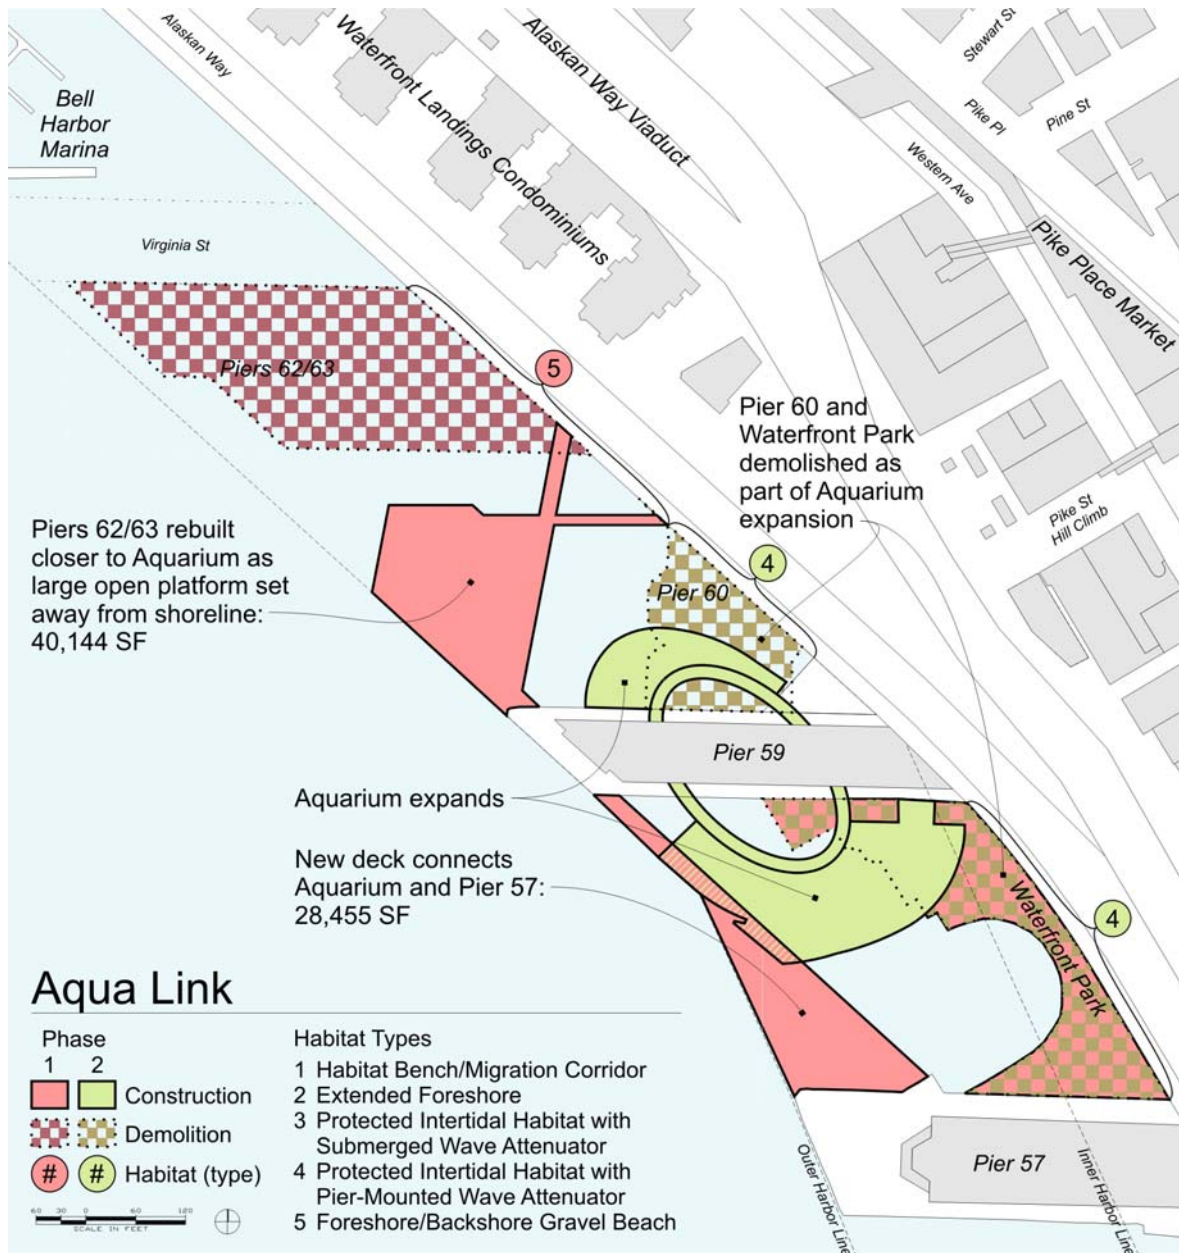 Alaskan Way
Waterfront Landings Condominiums
Alaskan Way Viaduct
Stewart St
Pike Pl
Pine St
Western Ave
Bell
Harbor
Marina
Virginia St
Pike Place Market
Piers 62/63
5
Pier 60 and
Waterfront Park
demolished as
part of Aquarium
expansion
Pike St
Hill Climb
Piers 62/63 rebuilt
closer to Aquarium as
large open platform set
away from shoreline:
40,144 SF
4
Pier 60
Pier 59
Aquarium expands
New deck connects
Aquarium and Pier 57:
28,455 SF
Waterfront Park
4
Aqua Link
Phase
1 2
Construction
Demolition
# # Habitat (type)
60 30 0 60 120
SCALE IN FEET
Habitat Types
1 Habitat Bench/Migration Corridor
2 Extended Foreshore
3 Protected Intertidal Habitat with
Submerged Wave Attenuator
4 Protected Intertidal Habitat with
Pier-Mounted Wave Attenuator
5 Foreshore/Backshore Gravel Beach
Outer Harbor Line
Pier 57
Inner Harbor Line